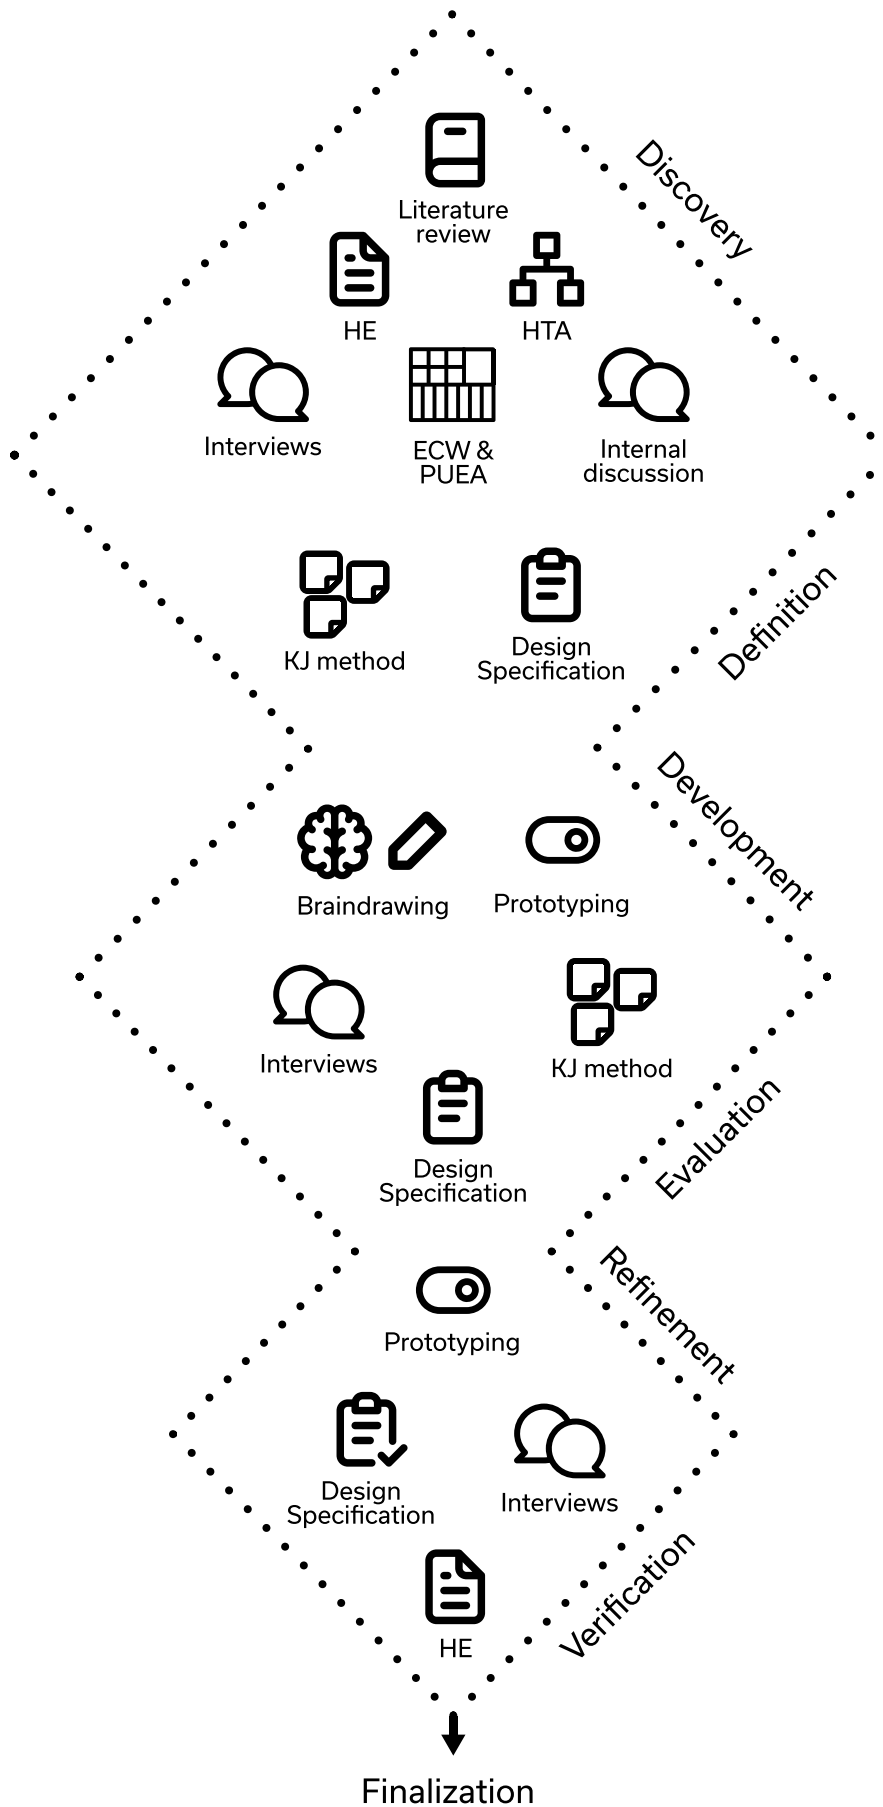 Discovery
Literature
review
HE
HTA
Interviews
ECW &
PUEA
Internal
discussion
Definition
KJ method
Design
Specification
Development
Braindrawing
Prototyping
Interviews
KJ method
Evaluation
Design
Specification
Refinement
Prototyping
Design
Specification
Interviews
Verification
HE
Finalization